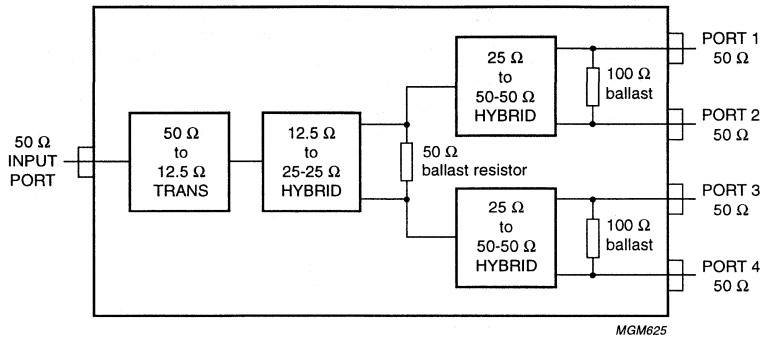 50 Ω
INPUT
PORT
50 Ω
to
12.5 Ω
TRANS
12.5 Ω
to
25-25 Ω
HYBRID
50 Ω
ballast resistor
25 Ω
to
50-50 Ω
HYBRID
100 Ω
ballast
PORT 1
50 Ω
PORT 2
50 Ω
25 Ω
to
50-50 Ω
HYBRID
100 Ω
ballast
PORT 3
50 Ω
PORT 4
50 Ω
MGM625